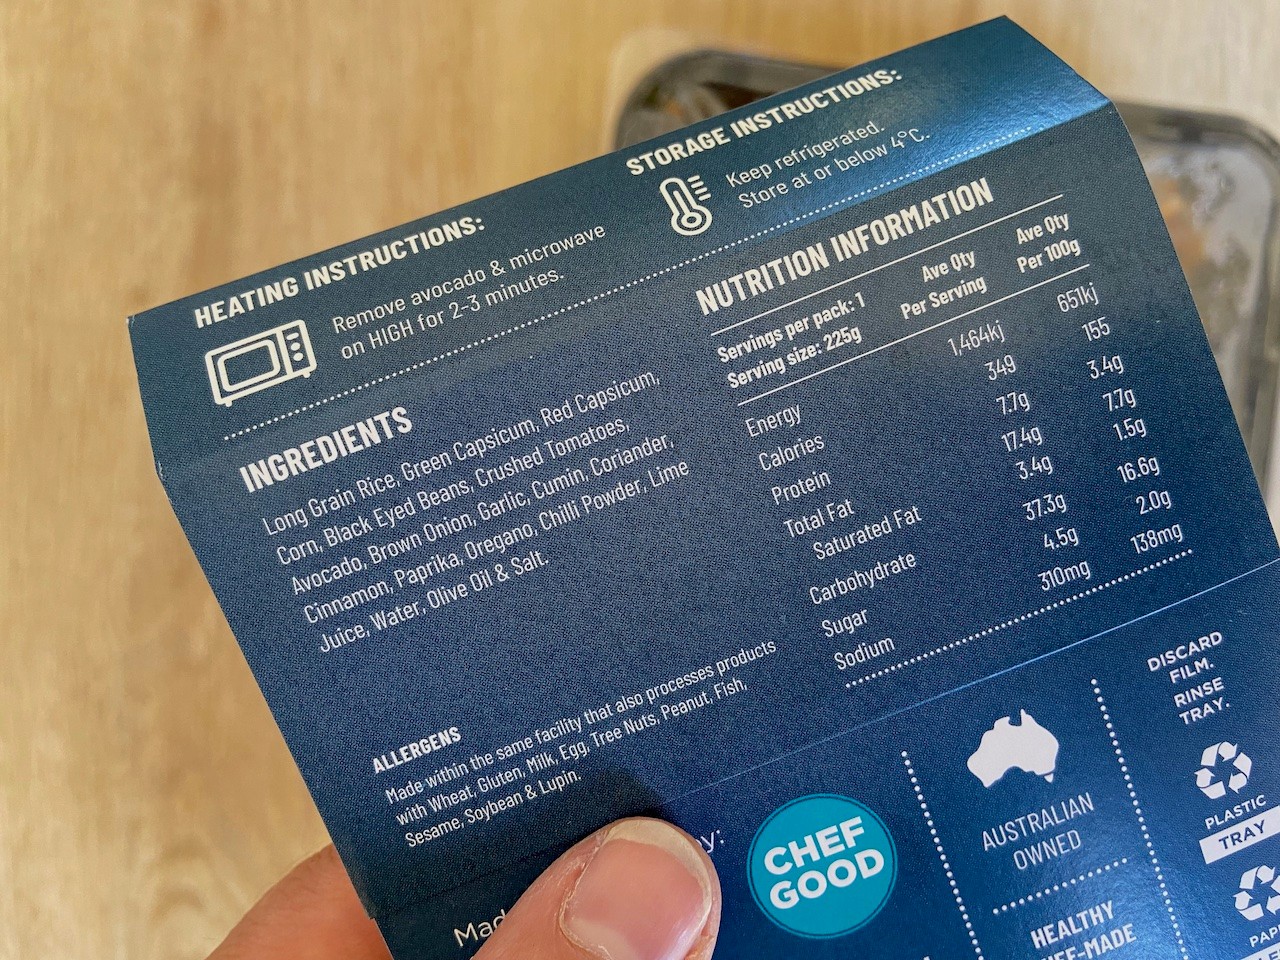 HEATING INSTRUCTIONS:
Remove avocado & microwave
on HIGH for 2-3 minutes.
STORAGE INSTRUCTIONS:
Keep refrigerated.
Store at or below 4°C.
INGREDIENTS
Long Grain Rice, Green Capsicum, Red Capsicum,
Corn, Black Eyed Beans, Crushed Tomatoes,
Avocado, Brown Onion, Garlic, Cumin, Coriander,
Cinnamon, Paprika, Oregano, Chilli Powder, Lime
Juice, Water, Olive Oil & Salt.
ALLERGENS
Made within the same facility that also processes products
with Wheat, Gluten, Milk, Egg, Tree Nuts, Peanut, Fish,
Sesame, Soybean & Lupin.
NUTRITION INFORMATION
Servings per pack: 1
Serving size: 225g
Ave Qty
Per Serving
Ave Qty
Per 100g
Energy 1,464kj 651kj
Calories 349 155
Protein 7.7g 3.4g
Total Fat 17.4g 7.7g
Saturated Fat 3.4g 1.5g
Carbohydrate 37.3g 16.6g
Sugar 4.5g 2.0g
Sodium 310mg 138mg
CHEF
GOOD
AUSTRALIAN
OWNED
HEALTHY
DISCARD
FILM.
RINSE
TRAY.
PLASTIC
TRAY